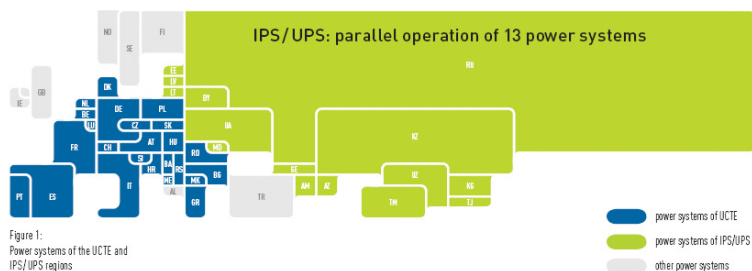 IPS/UPS: parallel operation of 13 power systems
NO
SE
FI
RU
EE
LV
LT
DK
BY
IE
GB
NL
BE
LU
DE
PL
UA
KZ
CZ
SK
FR
CH
AT
HU
RO
MD
SI
HR
BA
RS
ME
MK
BG
GE
UZ
KG
TJ
PT
ES
IT
AL
GR
TR
AM
AZ
TM
power systems of UCTE
power systems of IPS/UPS
other power systems
Figure 1:
Power systems of the UCTE and
IPS/UPS regions